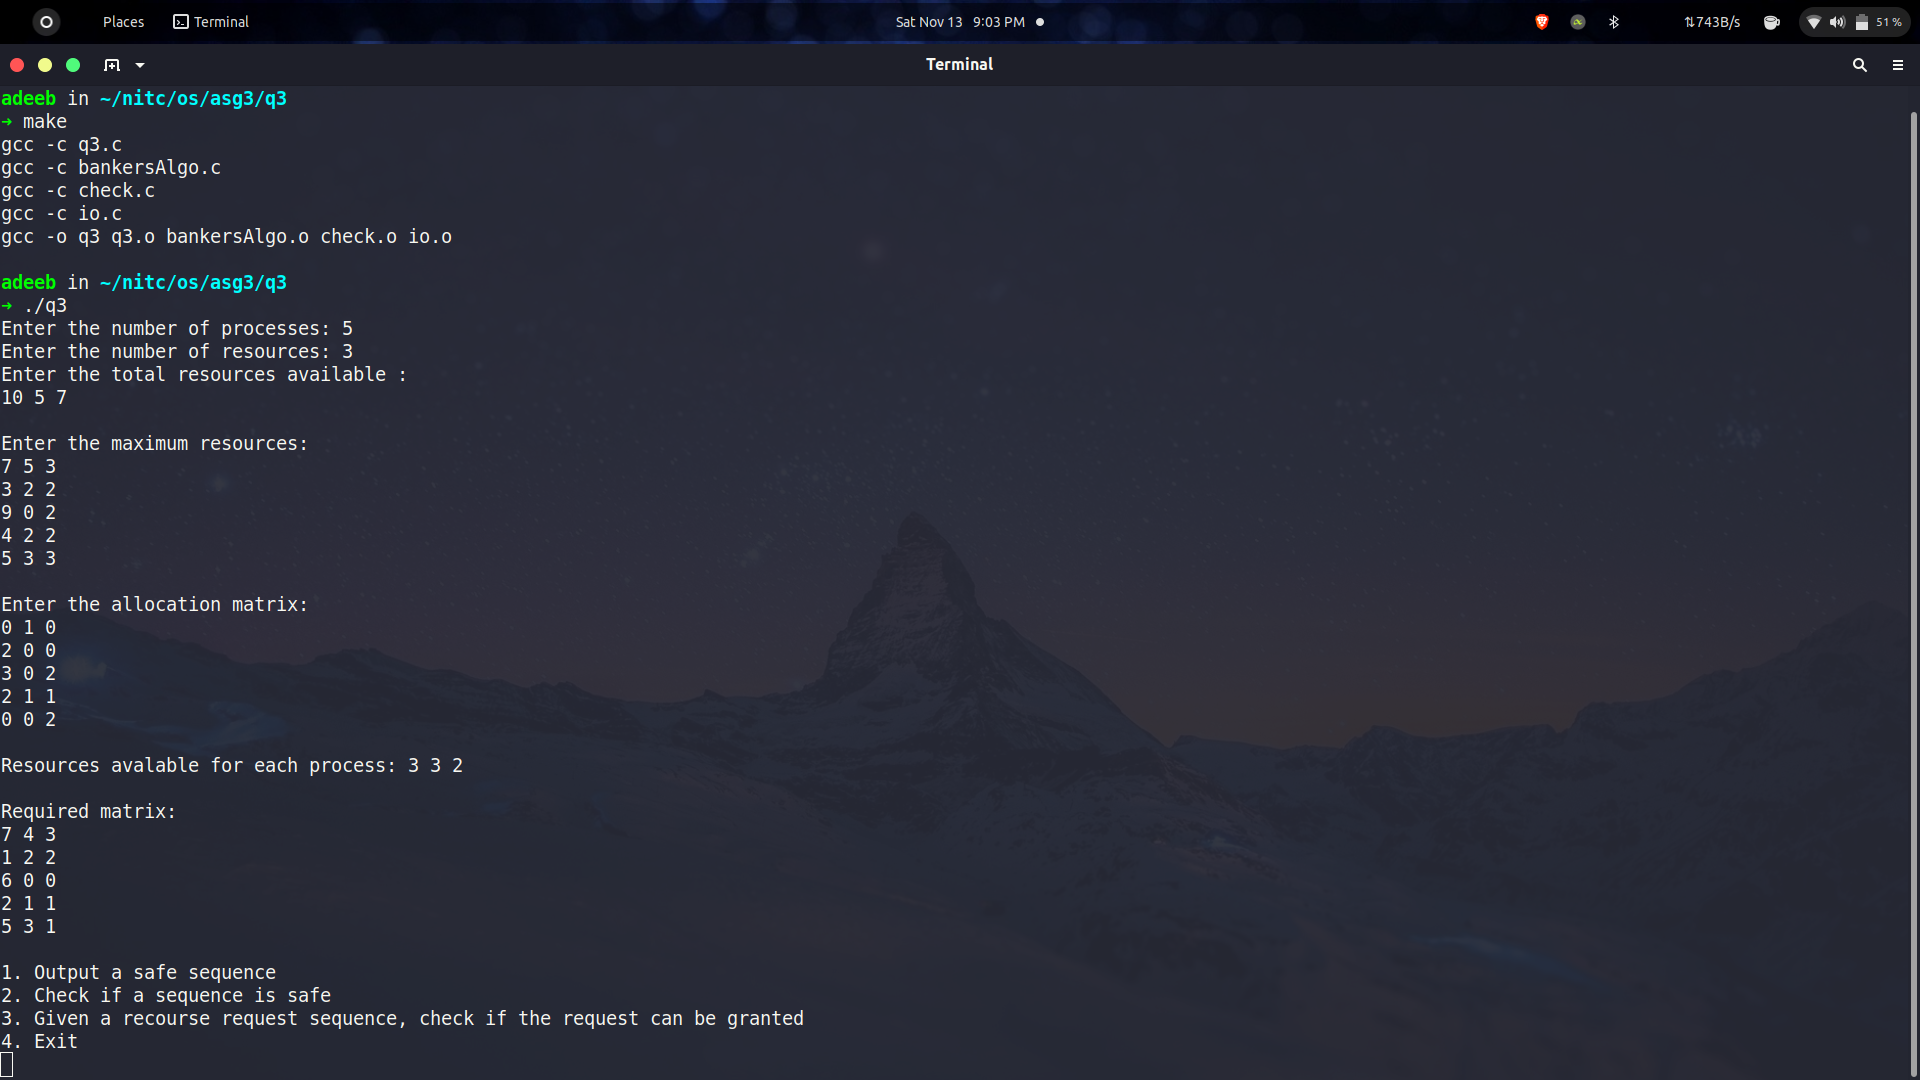 Places Terminal Sat Nov 13 9:03 PM 743B/s 51 %
Terminal
adeeb in ~/nitc/os/asg3/q3
→ make
gcc -c q3.c
gcc -c bankersAlgo.c
gcc -c check.c
gcc -c io.c
gcc -o q3 q3.o bankersAlgo.o check.o io.o
adeeb in ~/nitc/os/asg3/q3
→ ./q3
Enter the number of processes: 5
Enter the number of resources: 3
Enter the total resources available :
10 5 7
Enter the maximum resources:
7 5 3
3 2 2
9 0 2
4 2 2
5 3 3
Enter the allocation matrix:
0 1 0
2 0 0
3 0 2
2 1 1
0 0 2
Resources avalable for each process: 3 3 2
Required matrix:
7 4 3
1 2 2
6 0 0
2 1 1
5 3 1
1. Output a safe sequence
2. Check if a sequence is safe
3. Given a recourse request sequence, check if the request can be granted
4. Exit